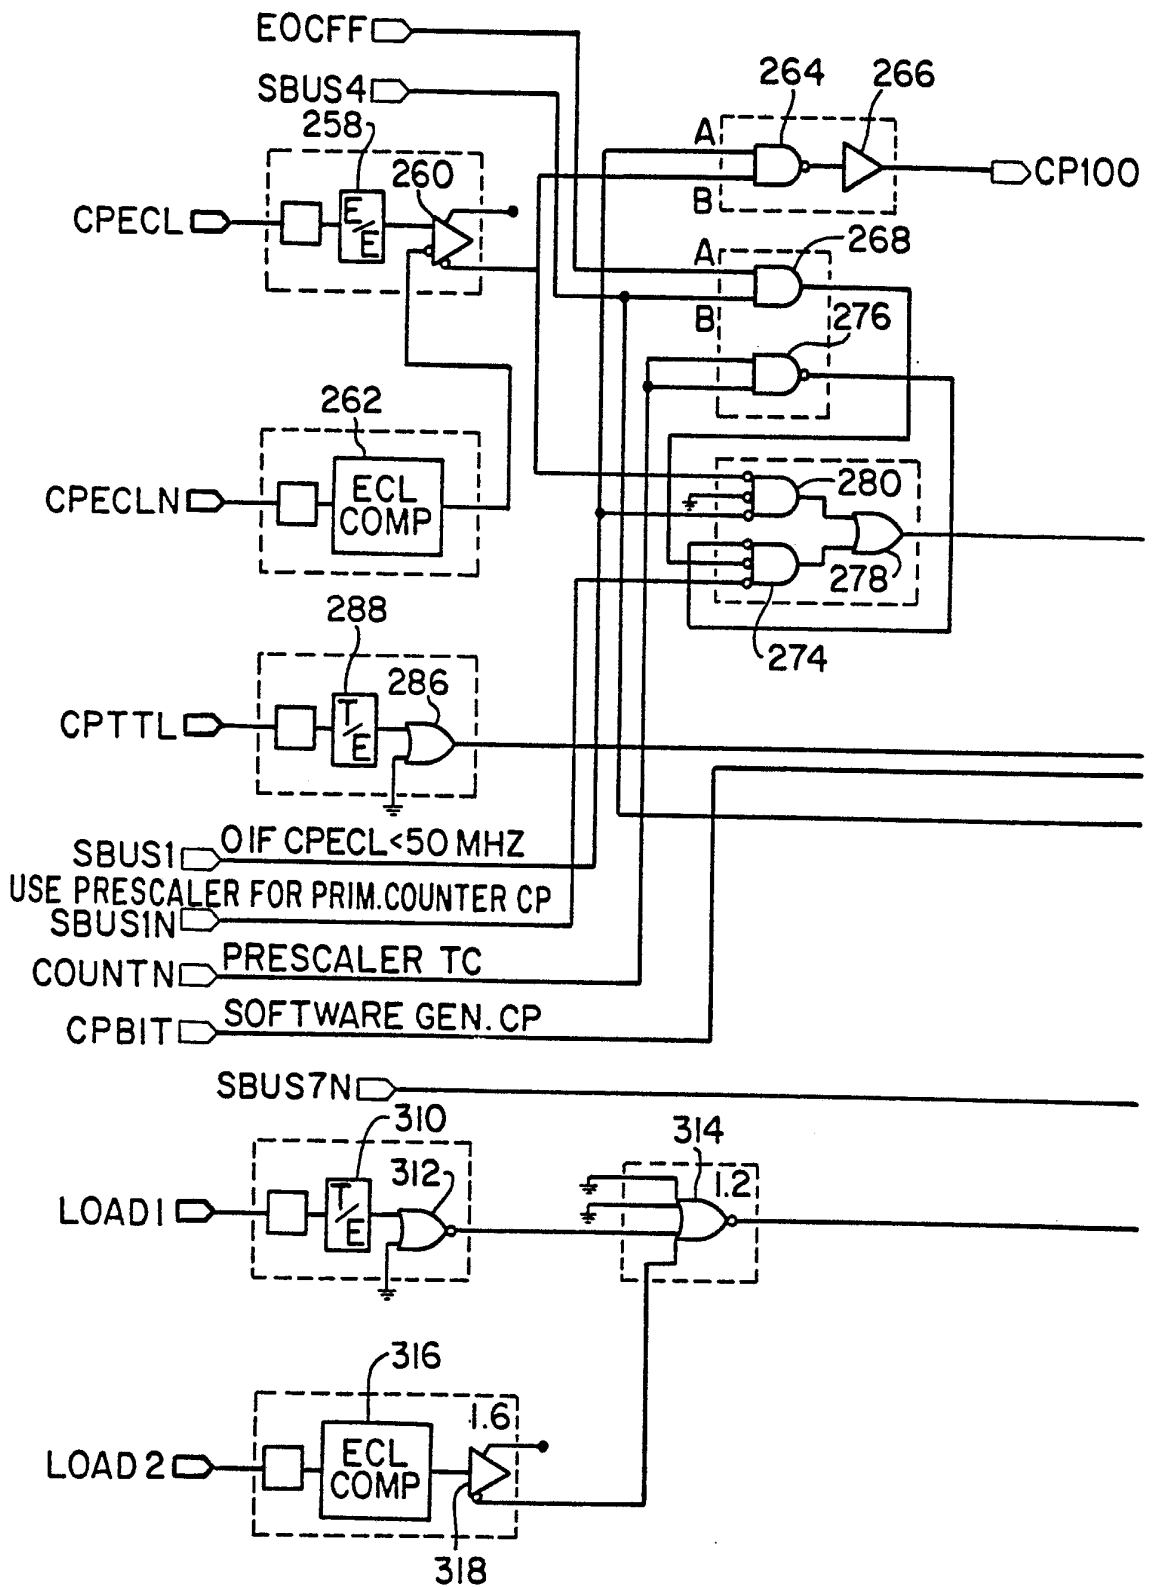 EOCFF
SBUS4
264
266
258
A
260
CP100
B
E/E
CPECL
A
268
B
276
262
ECL
COMP
CPECLN
280
278
288
274
286
T/E
CPTTL
0 IF CPECL<50 MHZ
SBUS1
USE PRESCALER FOR PRIM.COUNTER CP
SBUS1N
PRESCALER TC
COUNTN
SOFTWARE GEN. CP
CPBIT
SBUS7N
310
314
312
1.2
T/E
LOAD1
316
1.6
ECL
COMP
LOAD2
318